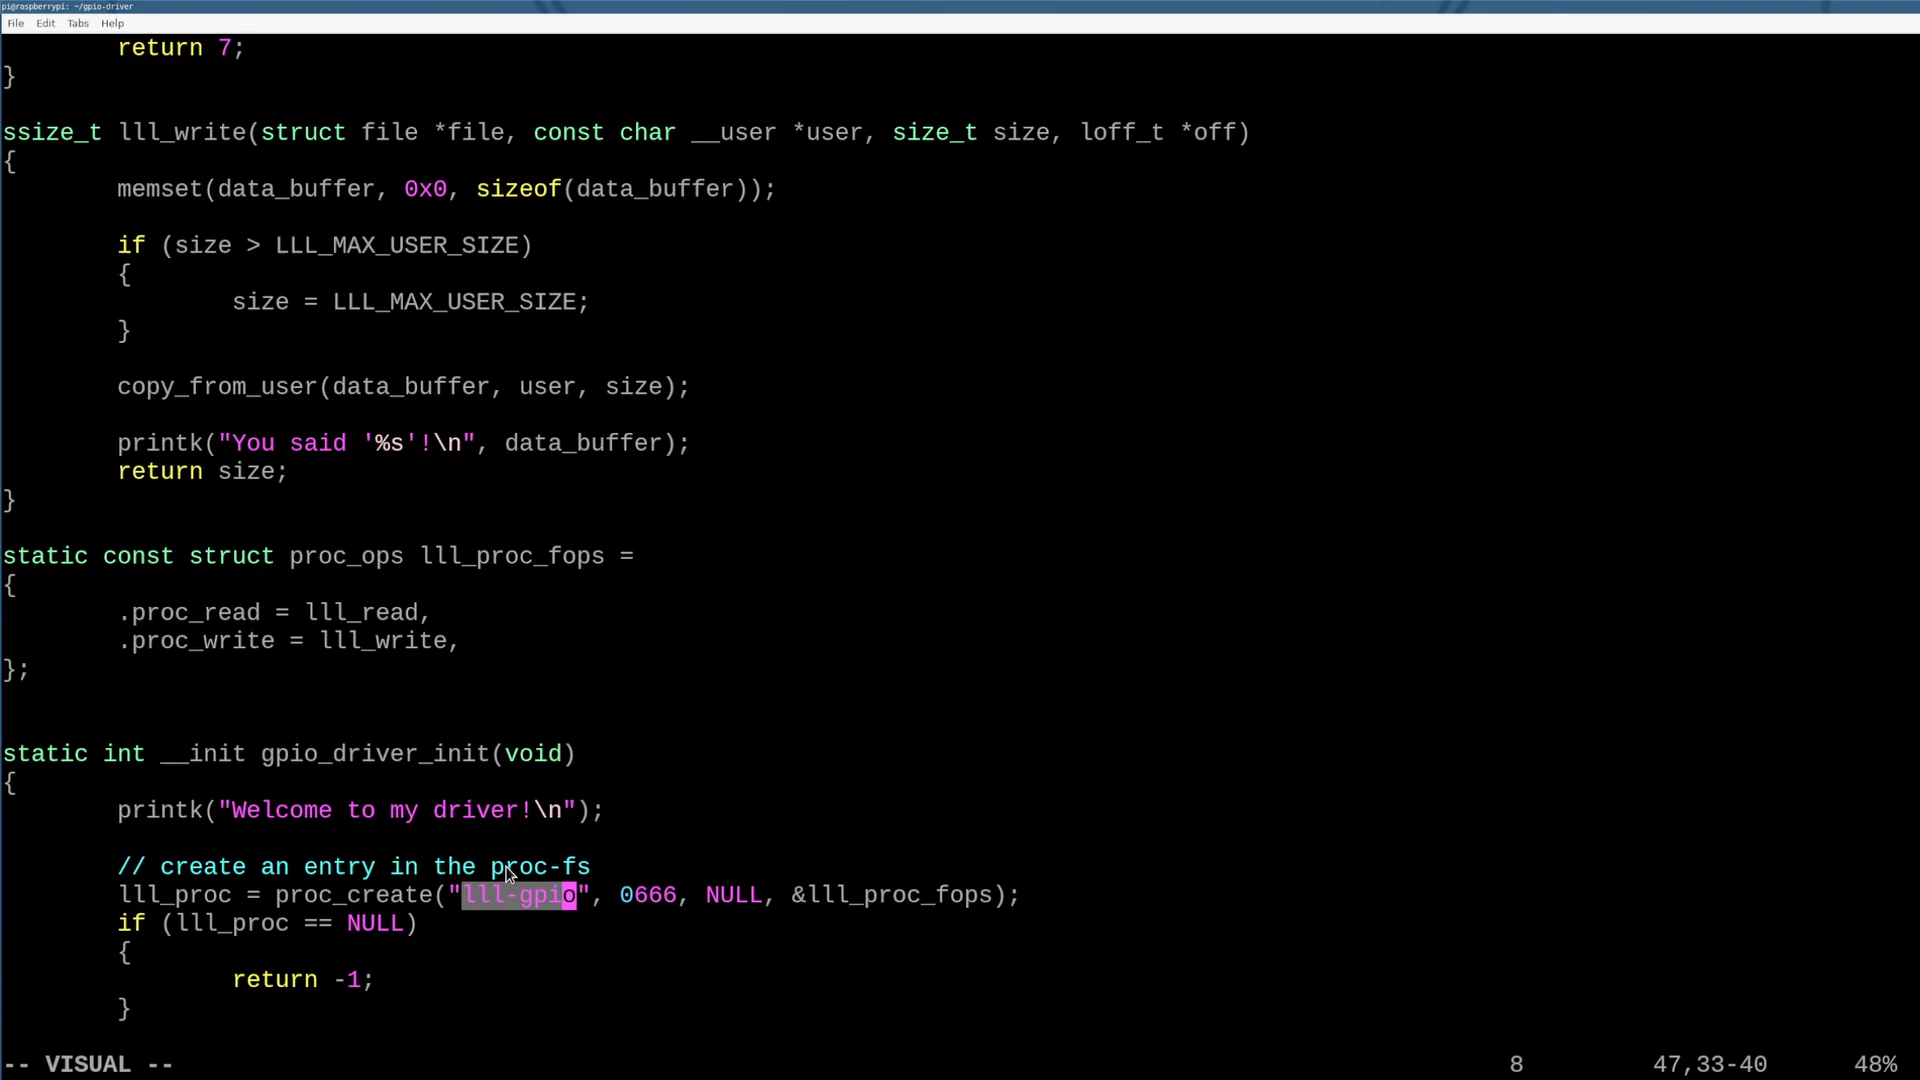 pi@raspberrypi: ~/gpio-driver
File Edit Tabs Help
return 7;
}
ssize_t lll_write(struct file *file, const char __user *user, size_t size, loff_t *off)
{
memset(data_buffer, 0x0, sizeof(data_buffer));
if (size > LLL_MAX_USER_SIZE)
{
size = LLL_MAX_USER_SIZE;
}
copy_from_user(data_buffer, user, size);
printk("You said '%s'!\n", data_buffer);
return size;
}
static const struct proc_ops lll_proc_fops =
{
.proc_read = lll_read,
.proc_write = lll_write,
};
static int __init gpio_driver_init(void)
{
printk("Welcome to my driver!\n");
// create an entry in the proc-fs
lll_proc = proc_create("lll-gpio", 0666, NULL, &lll_proc_fops);
if (lll_proc == NULL)
{
return -1;
}
-- VISUAL -- 8 47,33-40 48%